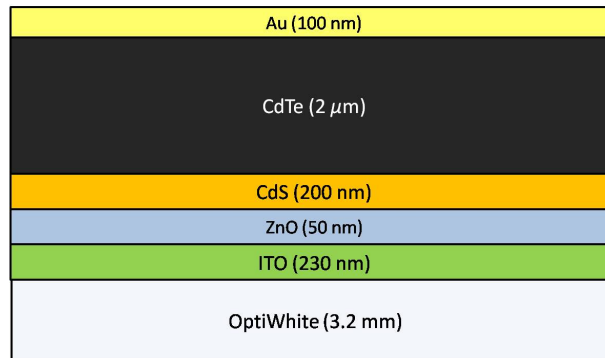 Au (100 nm)
CdTe (2 𝜇m)
CdS (200 nm)
ZnO (50 nm)
ITO (230 nm)
OptiWhite (3.2 mm)